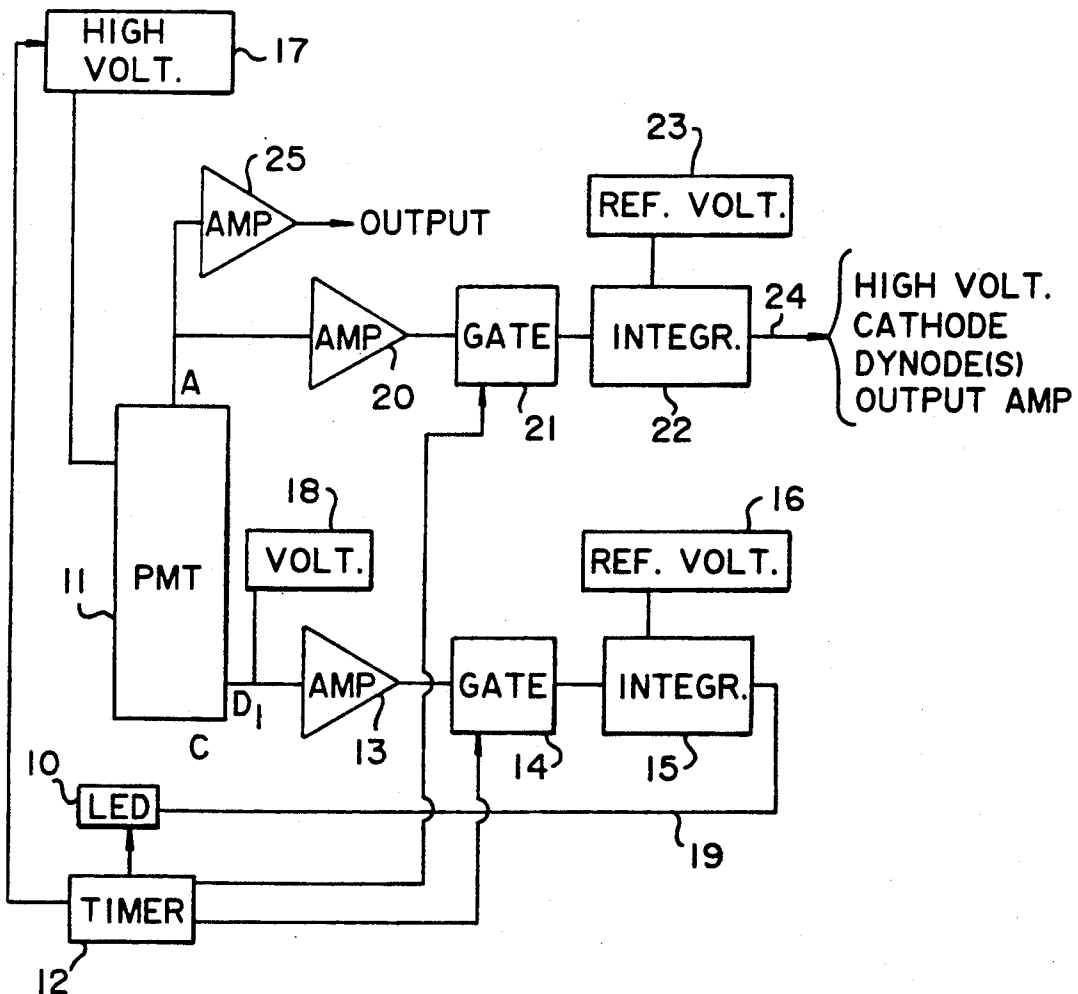 HIGH
VOLT.
17
25
AMP
OUTPUT
23
REF. VOLT.
AMP
20
GATE
21
INTEGR.
22
24
HIGH VOLT.
CATHODE
DYNODE(S)
OUTPUT AMP
A
PMT
11
18
VOLT.
D1
C
AMP
13
GATE
14
16
REF. VOLT.
INTEGR.
15
10
LED
19
TIMER
12